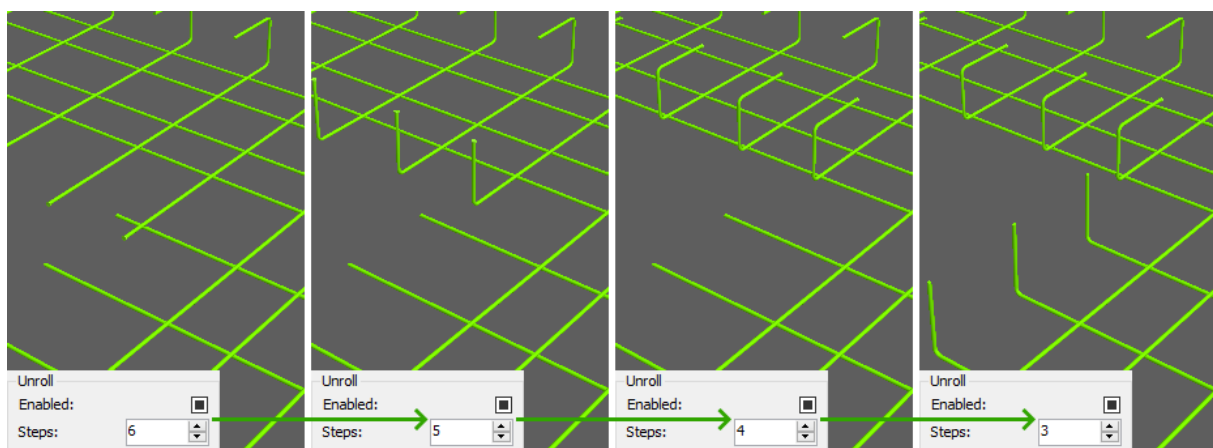 Unroll
Enabled:
Steps: 6
Unroll
Enabled:
Steps: 5
Unroll
Enabled:
Steps: 4
Unroll
Enabled:
Steps: 3